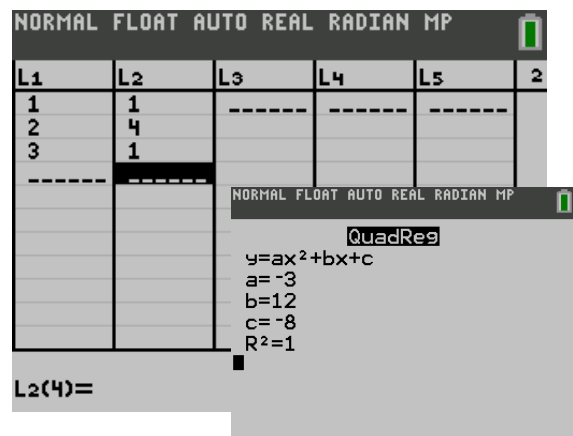 NORMAL FLOAT AUTO REAL RADIAN MP
L1 L2 L3 L4 L5 2
1 1 ------ ------ ------
2 4
3 1
------ ------
L2(4)=
NORMAL FLOAT AUTO REAL RADIAN MP
QuadReg
y=ax²+bx+c
a=⁻3
b=12
c=⁻8
R²=1